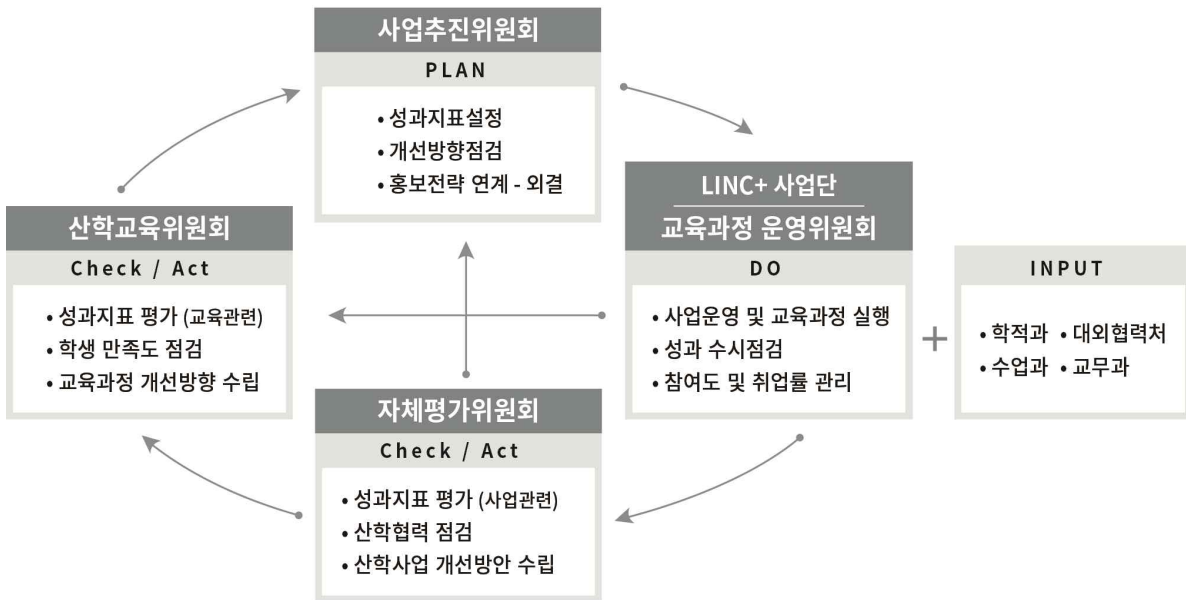 사업추진위원회
PLAN
• 성과지표설정
• 개선방향점검
• 홍보전략 연계 - 외결
LINC+ 사업단
교육과정 운영위원회
DO
• 사업운영 및 교육과정 실행
• 성과 수시점검
• 참여도 및 취업률 관리
+
INPUT
• 학적과 • 대외협력처
• 수업과 • 교무과
산학교육위원회
Check / Act
• 성과지표 평가 (교육관련)
• 학생 만족도 점검
• 교육과정 개선방향 수립
자체평가위원회
Check / Act
• 성과지표 평가 (사업관련)
• 산학협력 점검
• 산학사업 개선방안 수립